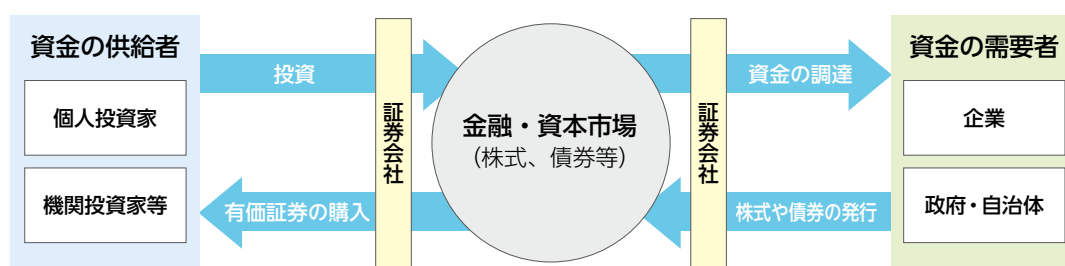 資金の供給者
個人投資家
機関投資家等
投資
有価証券の購入
証券会社
金融・資本市場
(株式、債券等)
証券会社
資金の調達
株式や債券の発行
資金の需要者
企業
政府・自治体